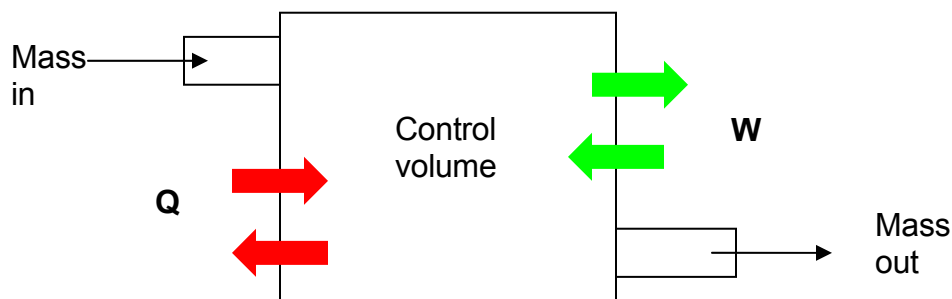 Mass
in
Control
volume
W
Q
Mass
out